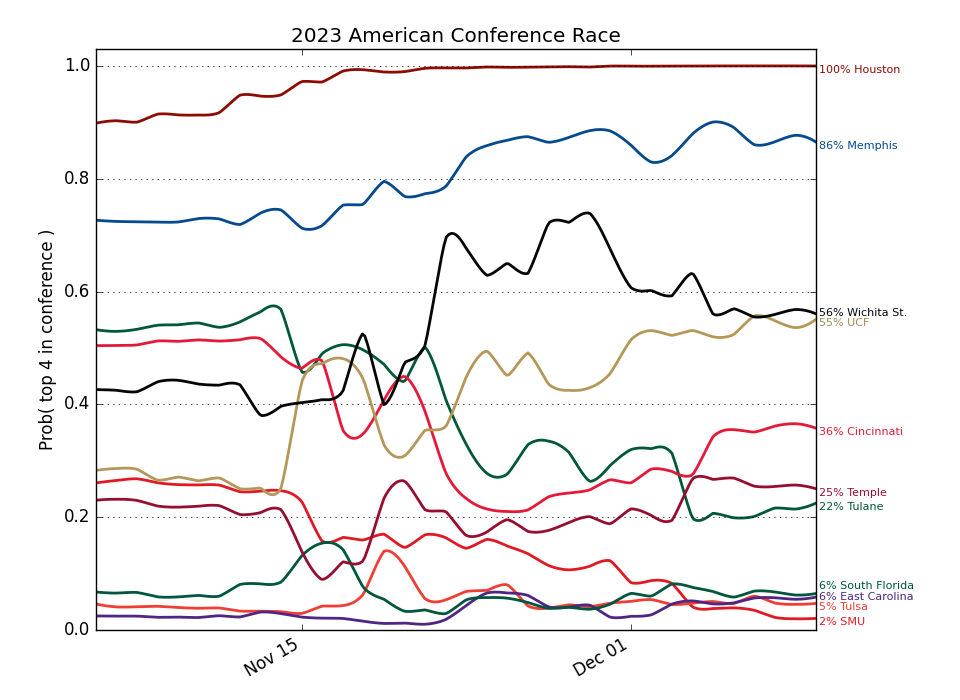 2023 American Conference Race
Prob( top 4 in conference )
1.0
0.8
0.6
0.4
0.2
0.0
Nov 15
Dec 01
100% Houston
86% Memphis
56% Wichita St.
55% UCF
36% Cincinnati
25% Temple
22% Tulane
6% South Florida
6% East Carolina
5% Tulsa
2% SMU